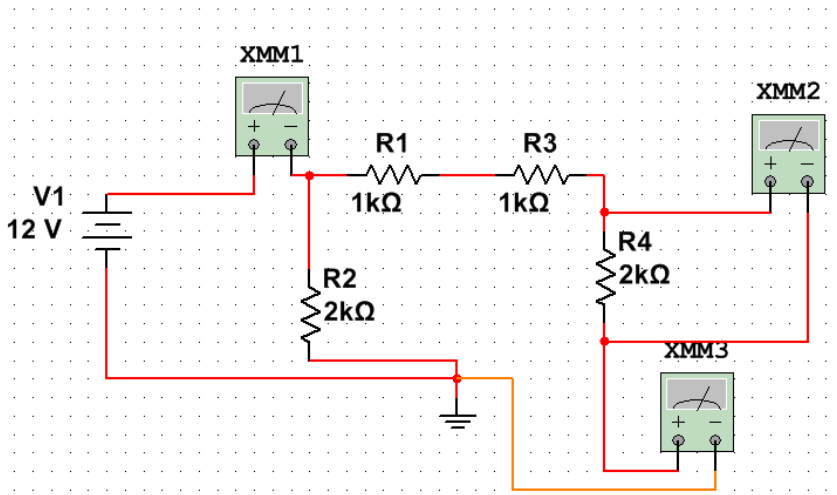 XMM1
+ −
XMM2
+ −
R1
1kΩ
R3
1kΩ
V1
12 V
R4
2kΩ
R2
2kΩ
XMM3
+ −